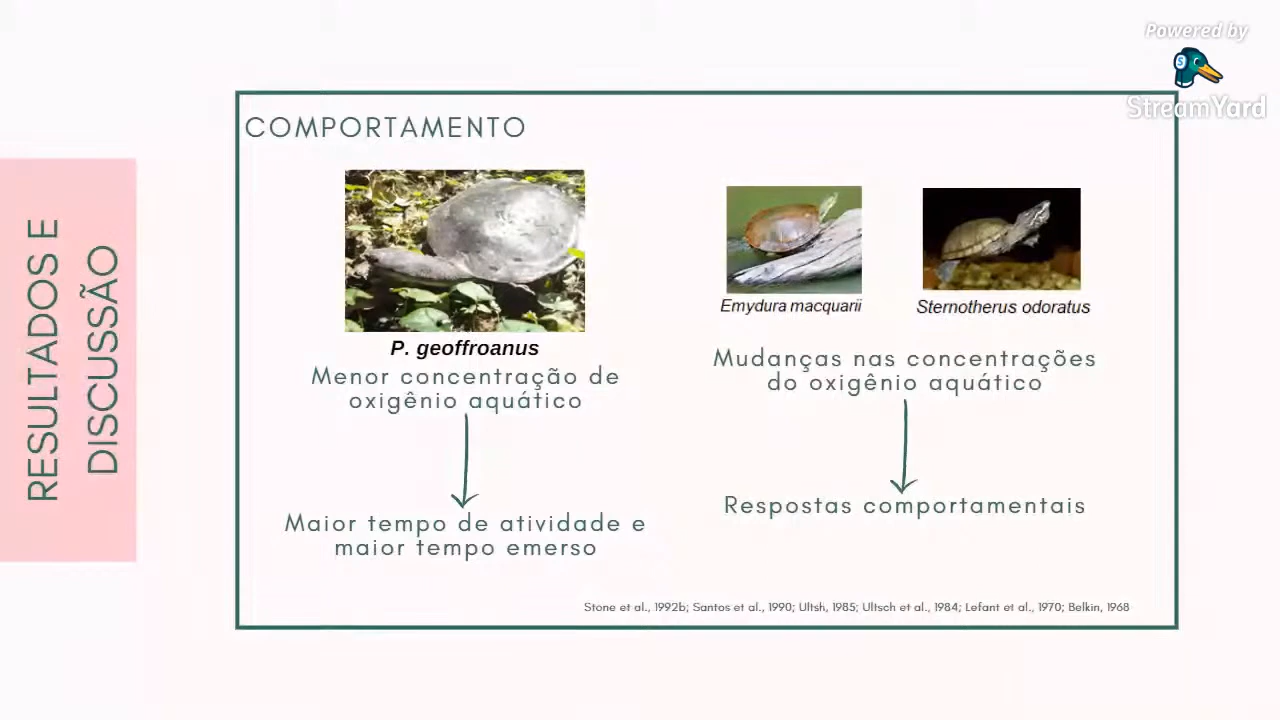 Powered by
StreamYard
RESULTADOS E
DISCUSSÃO
COMPORTAMENTO
P. geoffroanus
Menor concentração de
oxigênio aquático
Maior tempo de atividade e
maior tempo emerso
Emydura macquarii
Sternotherus odoratus
Mudanças nas concentrações
do oxigênio aquático
Respostas comportamentais
Stone et al., 1992b; Santos et al., 1990; Ultsh, 1985; Ultsch et al., 1984; Lefant et al., 1970; Belkin, 1968